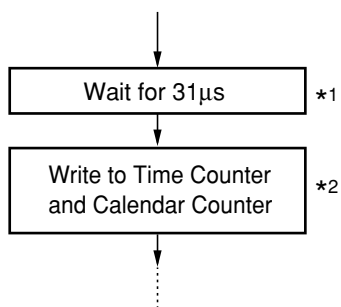 Wait for 31μs
*1
Write to Time Counter
and Calendar Counter
*2